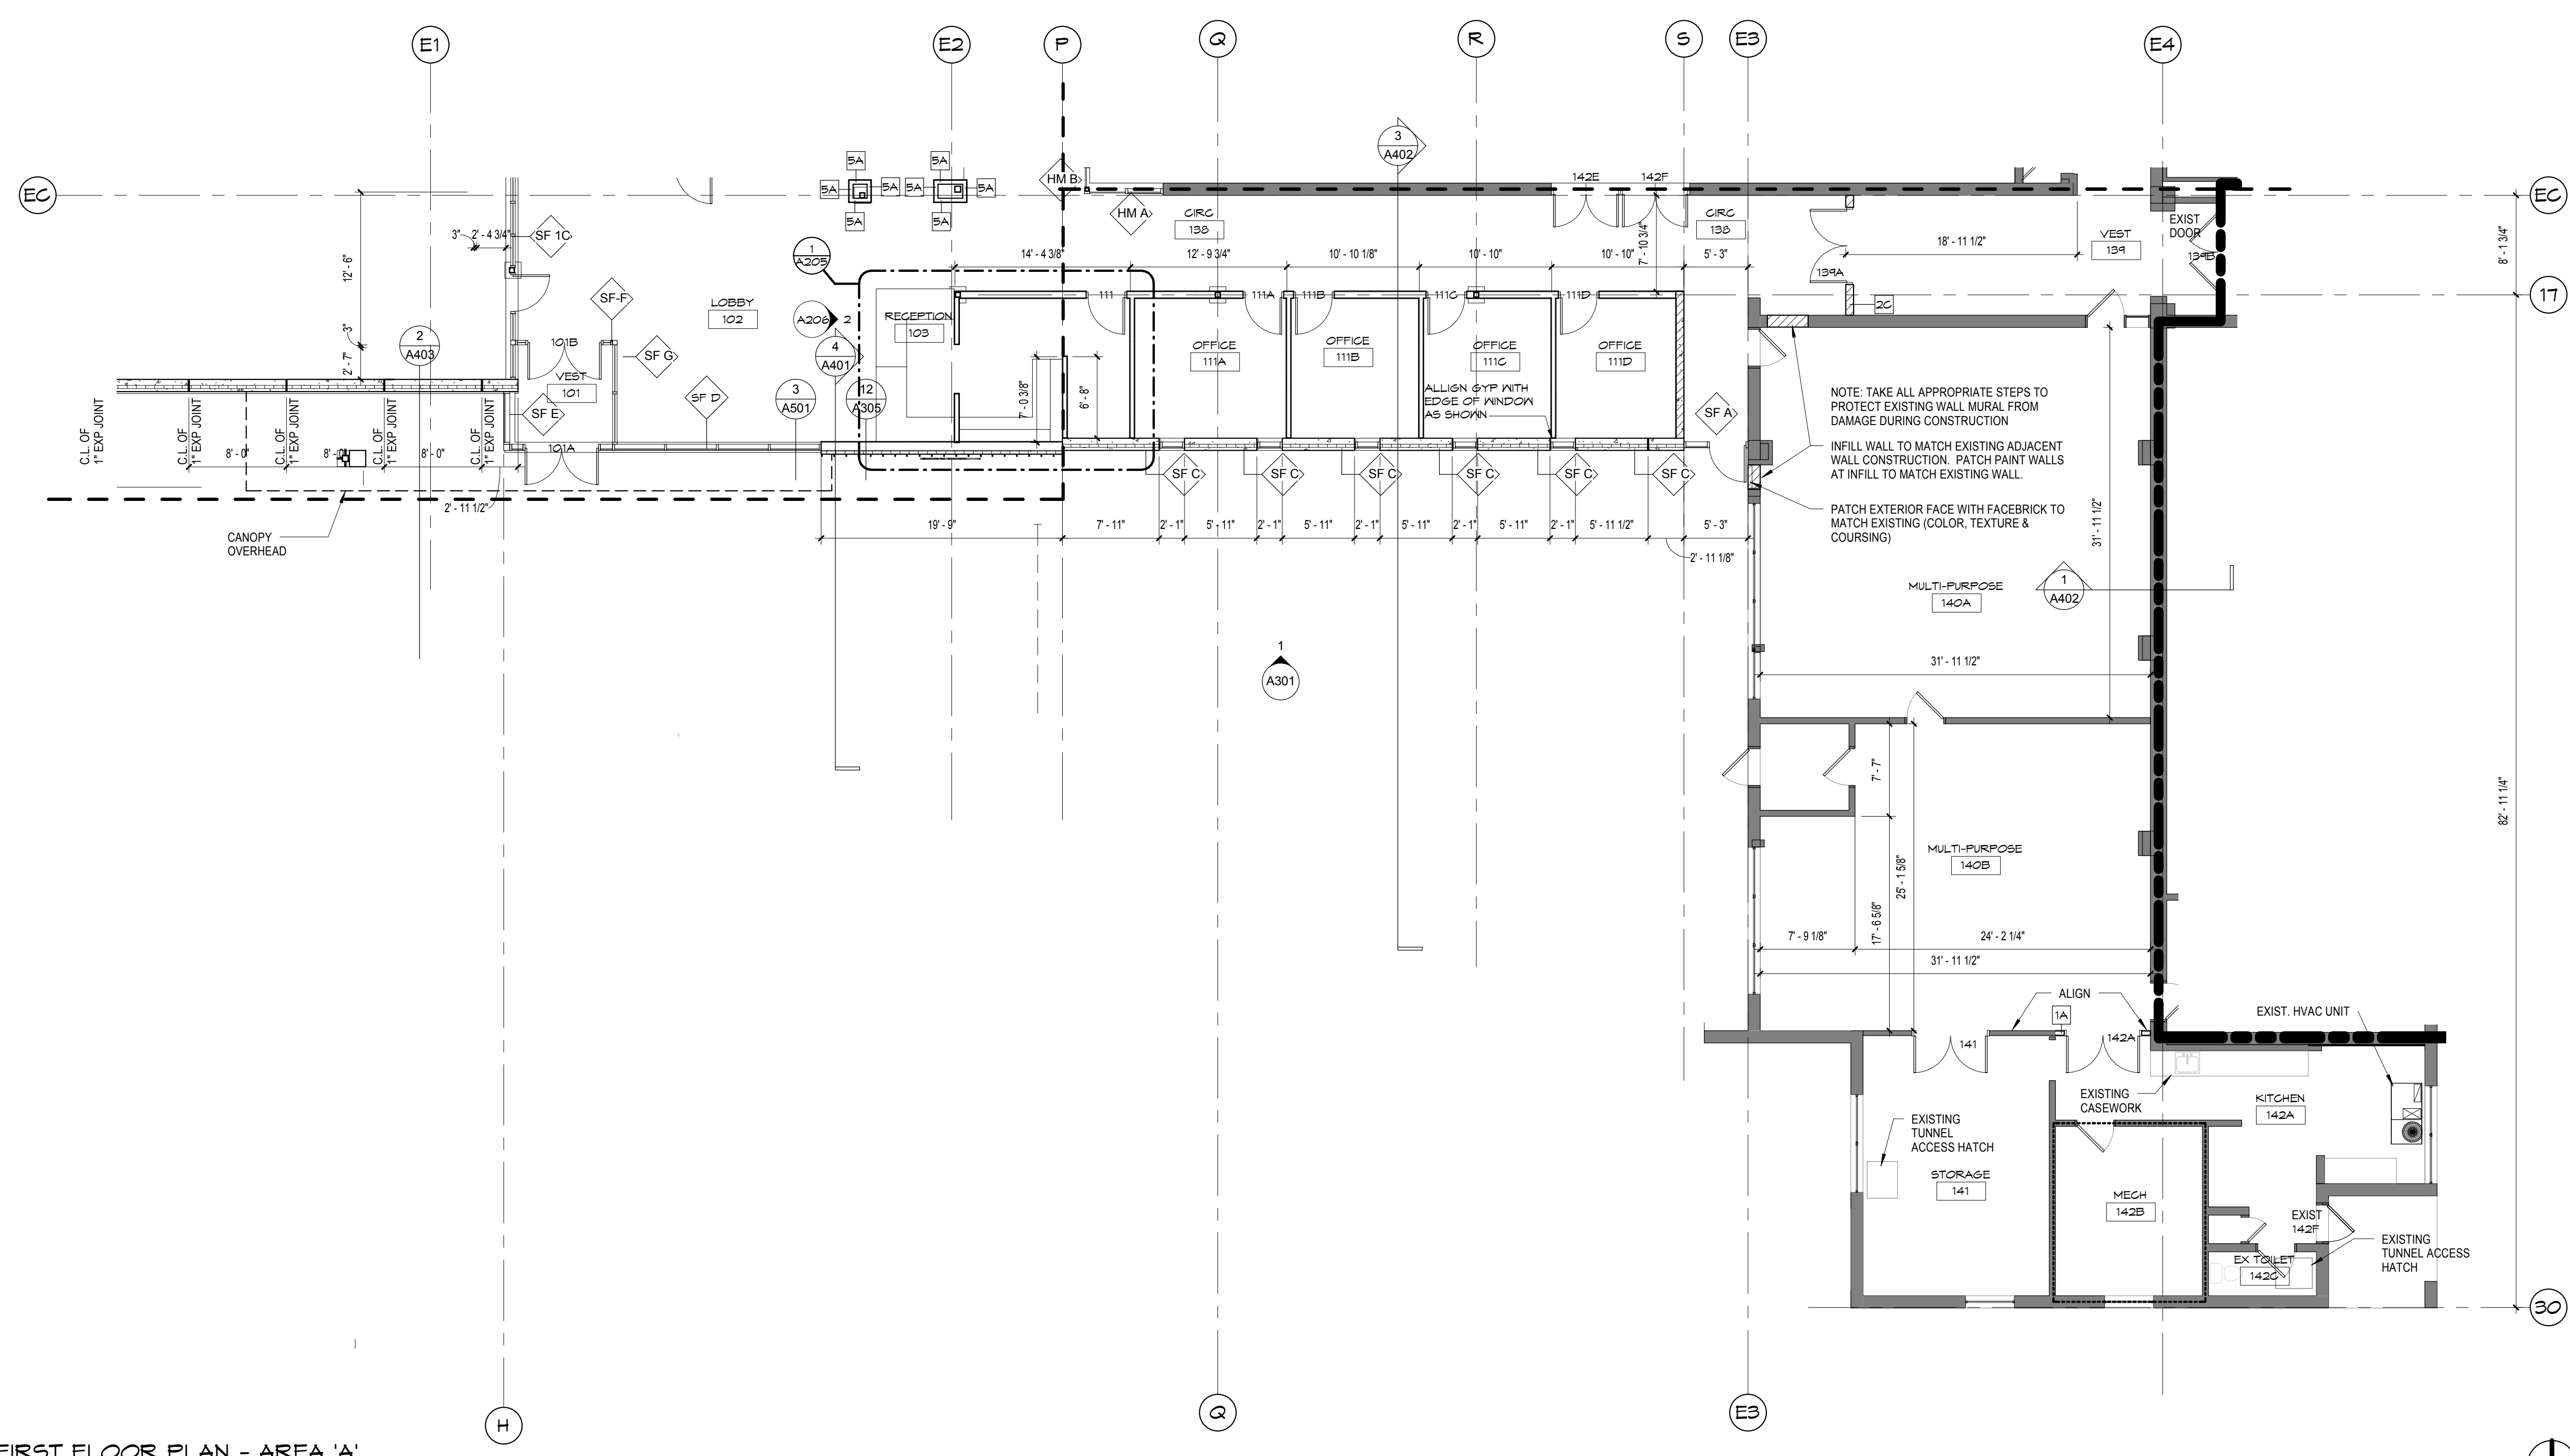 E1
E2
P
Q
R
S
E3
E4
3
A402
5A
5A
5A
5A
5A
5A
5A
5A
HM B
HM A
142E
142F
EC
EC
SF 1C
3"
2' - 4 3/4"
12' - 6"
3"
2' - 7"
1
A205
CIRC
138
CIRC
138
7' - 10 3/4"
EXIST
DOOR
VEST
139
139B
139A
18' - 11 1/2"
8' - 1 3/4"
14' - 4 3/8"
12' - 9 3/4"
10' - 10 1/8"
10' - 10"
10' - 10"
5' - 3"
17
SF-F
LOBBY
102
A206
2
RECEPTION
103
111
111A
111B
111C
111D
2C
2
A403
101B
SF G
4
A401
OFFICE
111A
OFFICE
111B
OFFICE
111C
OFFICE
111D
VEST
101
SF E
SF D
3
A501
12
A305
7' - 0 3/8"
6' - 8"
ALLIGN GYP WITH
EDGE OF WINDOW
AS SHOWN
SF A
NOTE: TAKE ALL APPROPRIATE STEPS TO
PROTECT EXISTING WALL MURAL FROM
DAMAGE DURING CONSTRUCTION
INFILL WALL TO MATCH EXISTING ADJACENT
WALL CONSTRUCTION. PATCH PAINT WALLS
AT INFILL TO MATCH EXISTING WALL.
PATCH EXTERIOR FACE WITH FACEBRICK TO
MATCH EXISTING (COLOR, TEXTURE &
COURSING)
C.L. OF
1" EXP JOINT
C.L. OF
1" EXP JOINT
C.L. OF
1" EXP JOINT
C.L. OF
1" EXP JOINT
C.L. OF
1" EXP JOINT
8' - 0"
8' - 0"
8' - 0"
101A
SF C
SF C
SF C
SF C
SF C
SF C
2' - 11 1/2"
CANOPY
OVERHEAD
19' - 9"
7' - 11"
2' - 1"
5' - 11"
2' - 1"
5' - 11"
2' - 1"
5' - 11"
2' - 1"
5' - 11"
2' - 1"
5' - 11 1/2"
5' - 3"
2' - 11 1/8"
31' - 11 1/2"
MULTI-PURPOSE
140A
1
A402
1
A301
31' - 11 1/2"
7' - 7"
82' - 11 1/4"
MULTI-PURPOSE
140B
25' - 1 5/8"
17' - 6 5/8"
7' - 9 1/8"
24' - 2 1/4"
31' - 11 1/2"
ALIGN
1A
EXIST. HVAC UNIT
141
142A
EXISTING
CASEWORK
KITCHEN
142A
EXISTING
TUNNEL
ACCESS HATCH
STORAGE
141
MECH
142B
EXIST
142F
EX TOILET
142C
EXISTING
TUNNEL ACCESS
HATCH
30
H
Q
E3
FIRST FLOOR PLAN - AREA 'A'